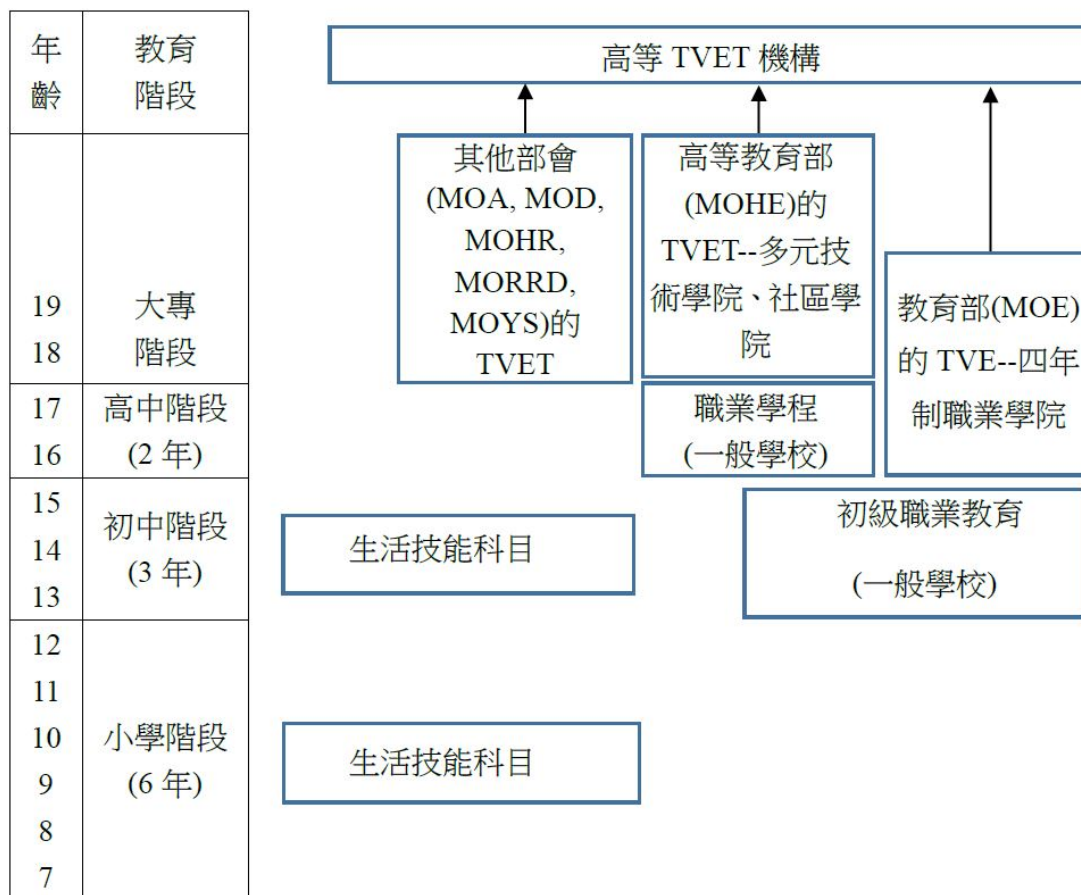 年
齡
教育
階段
高等 TVET 機構
其他部會
(MOA, MOD,
MOHR,
MORRD,
MOYS)的
TVET
高等教育部
(MOHE)的
TVET--多元技
術學院、社區學
院
教育部(MOE)
的 TVE--四年
制職業學院
19
18
大專
階段
17
16
高中階段
(2 年)
職業學程
(一般學校)
15
14
13
初中階段
(3 年)
生活技能科目
初級職業教育
(一般學校)
12
11
10
9
8
7
小學階段
(6 年)
生活技能科目